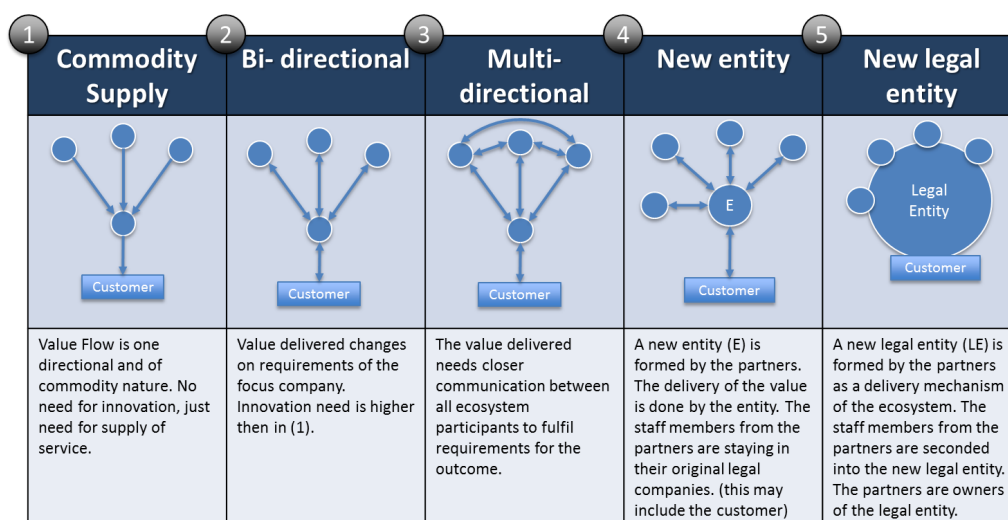 1
Commodity
Supply
2
Bi- directional
3
Multi-
directional
4
New entity
5
New legal
entity
Customer
Customer
Customer
E
Customer
Legal
Entity
Customer
Value Flow is one
directional and of
commodity nature. No
need for innovation, just
need for supply of
service.
Value delivered changes
on requirements of the
focus company.
Innovation need is higher
then in (1).
The value delivered
needs closer
communication between
all ecosystem
participants to fulfil
requirements for the
outcome.
A new entity (E) is
formed by the partners.
The delivery of the value
is done by the entity. The
staff members from the
partners are staying in
their original legal
companies. (this may
include the customer)
A new legal entity (LE) is
formed by the partners
as a delivery mechanism
of the ecosystem. The
staff members from the
partners are seconded
into the new legal entity.
The partners are owners
of the legal entity.